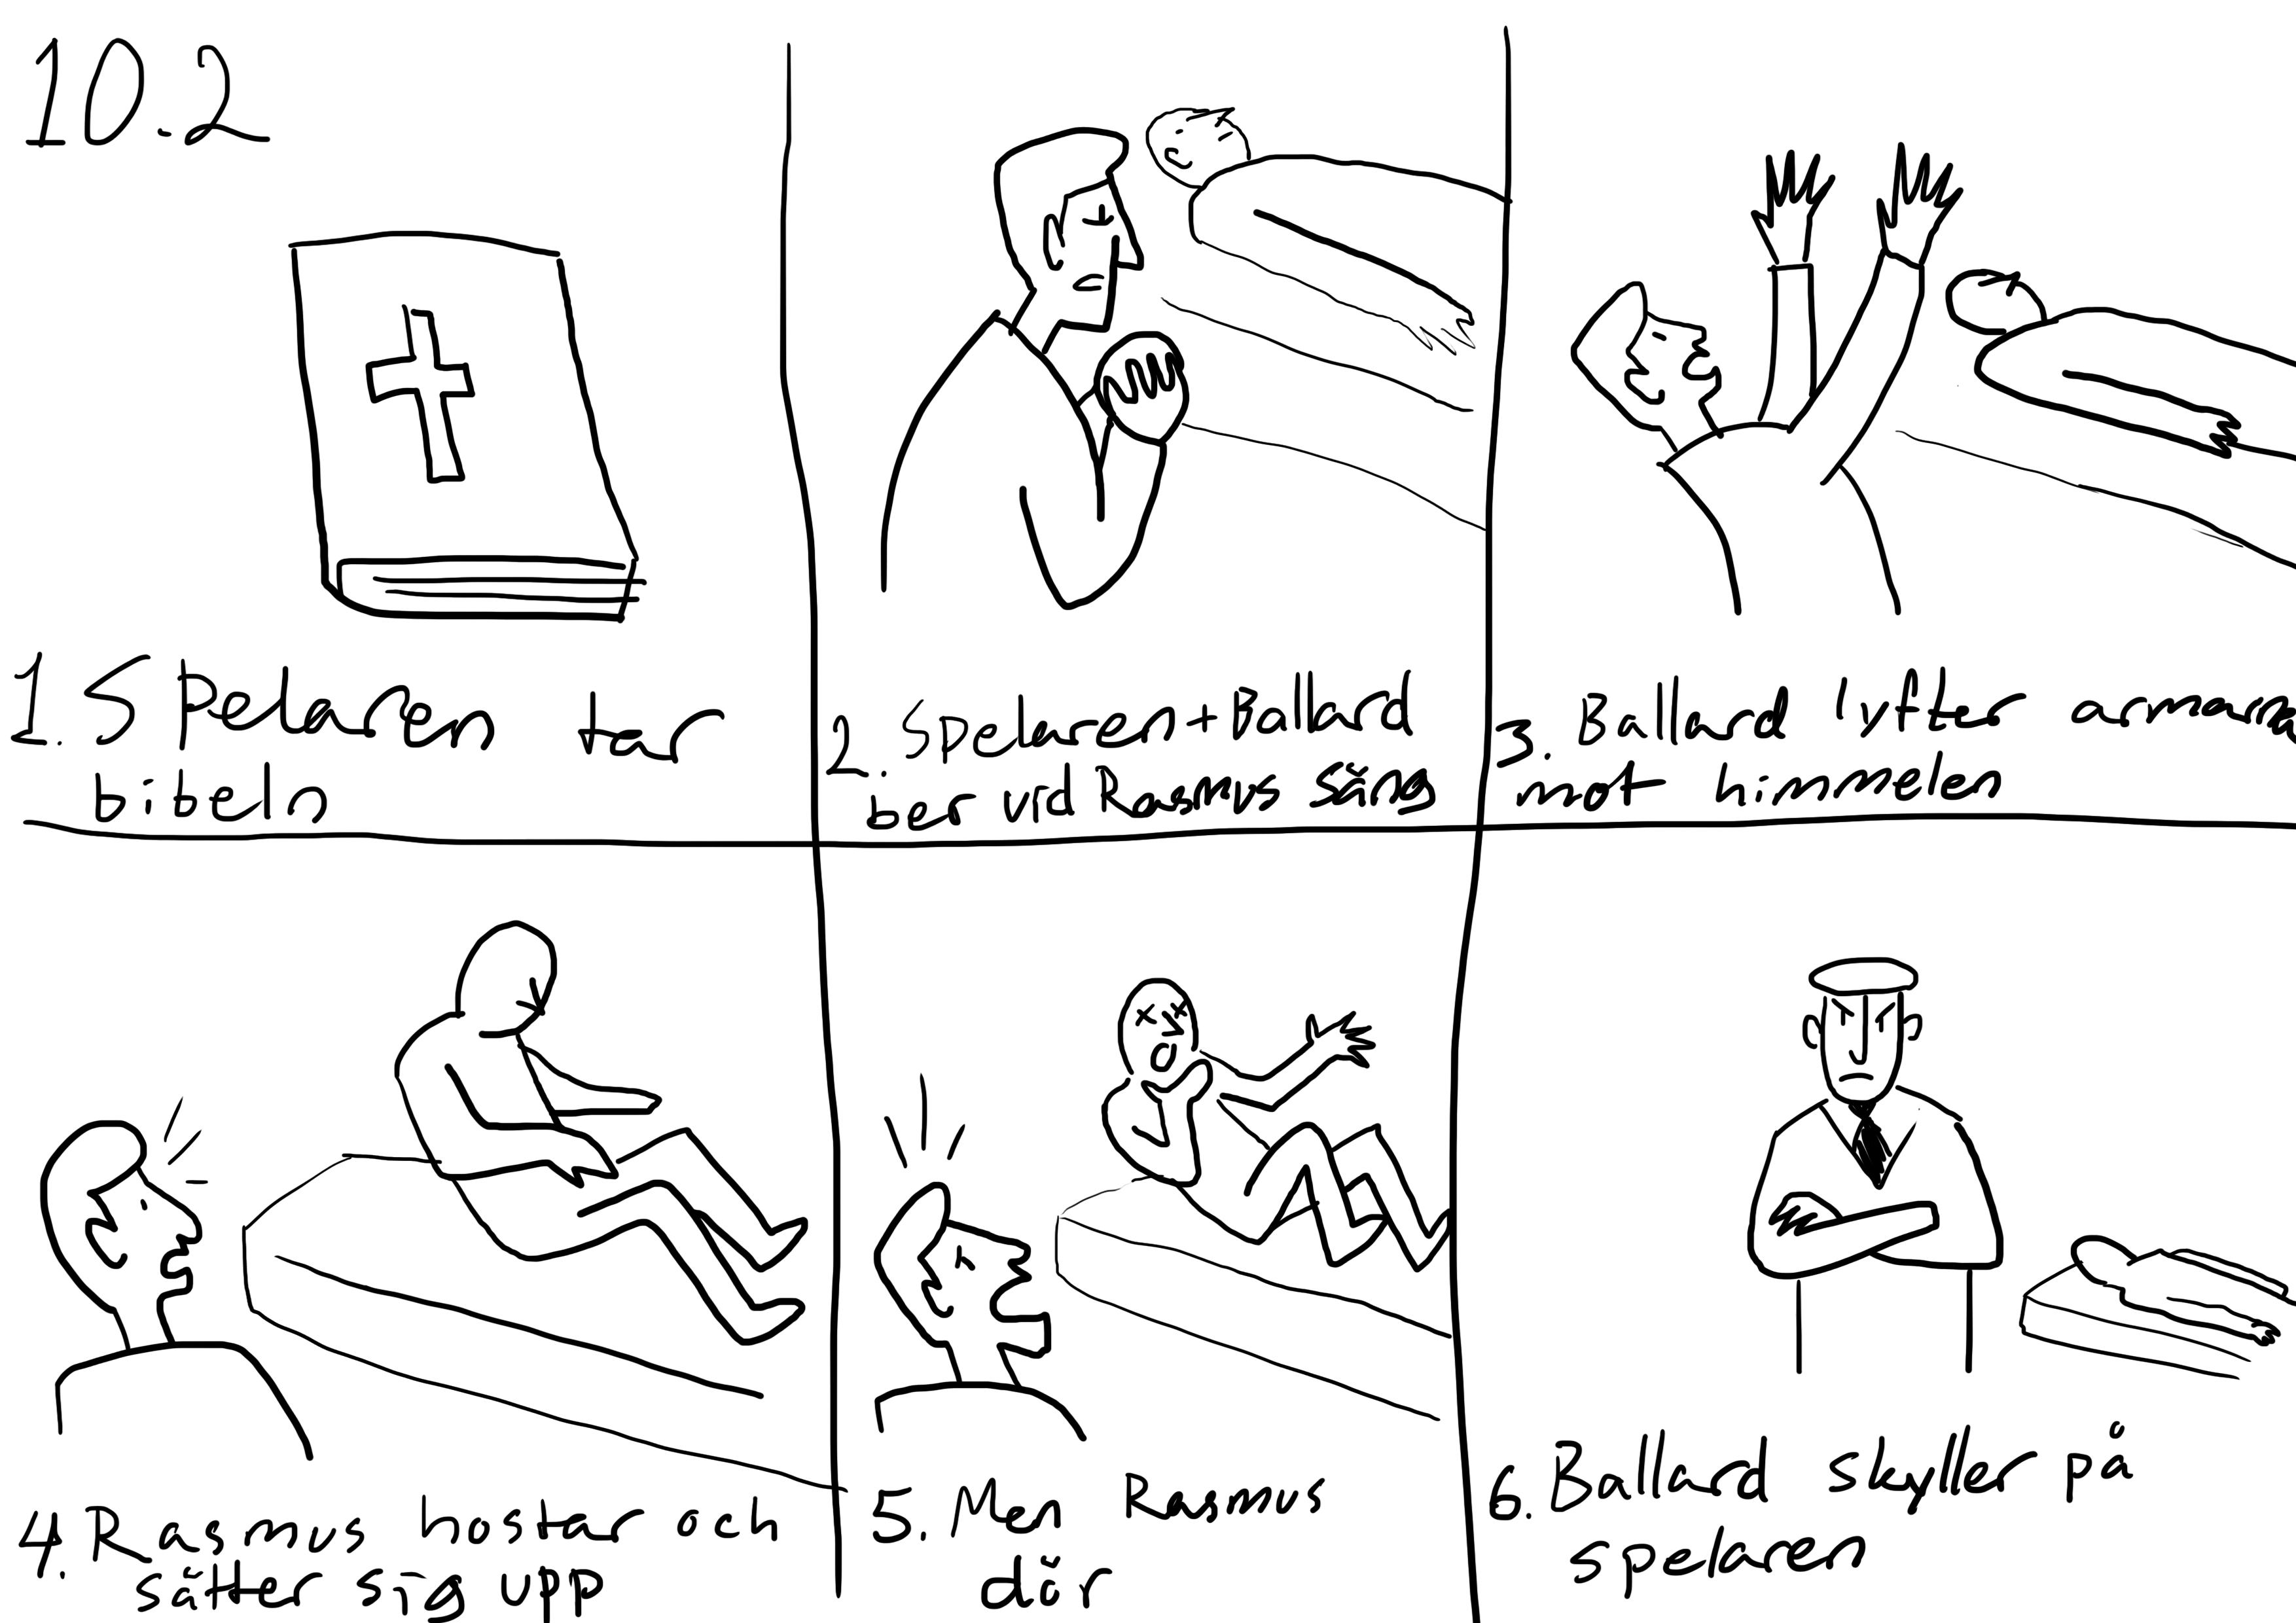 10.2
1. Spelaren tar
bibeln
2. Spelaren + Ballard
ber vid Rasmus säng
3. Ballard lyfter armarna
mot himmelen
4. Rasmus hostar och
sätter sig upp
5. Men Rasmus
dör
6. Ballard skyller på
spelaren